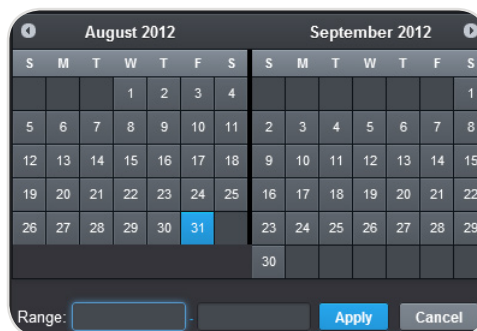 August 2012 September 2012
S M T W T F S S M T W T F S
1 2 3 4 1
5 6 7 8 9 10 11 2 3 4 5 6 7 8
12 13 14 15 16 17 18 9 10 11 12 13 14 15
19 20 21 22 23 24 25 16 17 18 19 20 21 22
26 27 28 29 30 31 23 24 25 26 27 28 29
30
Range: - Apply Cancel